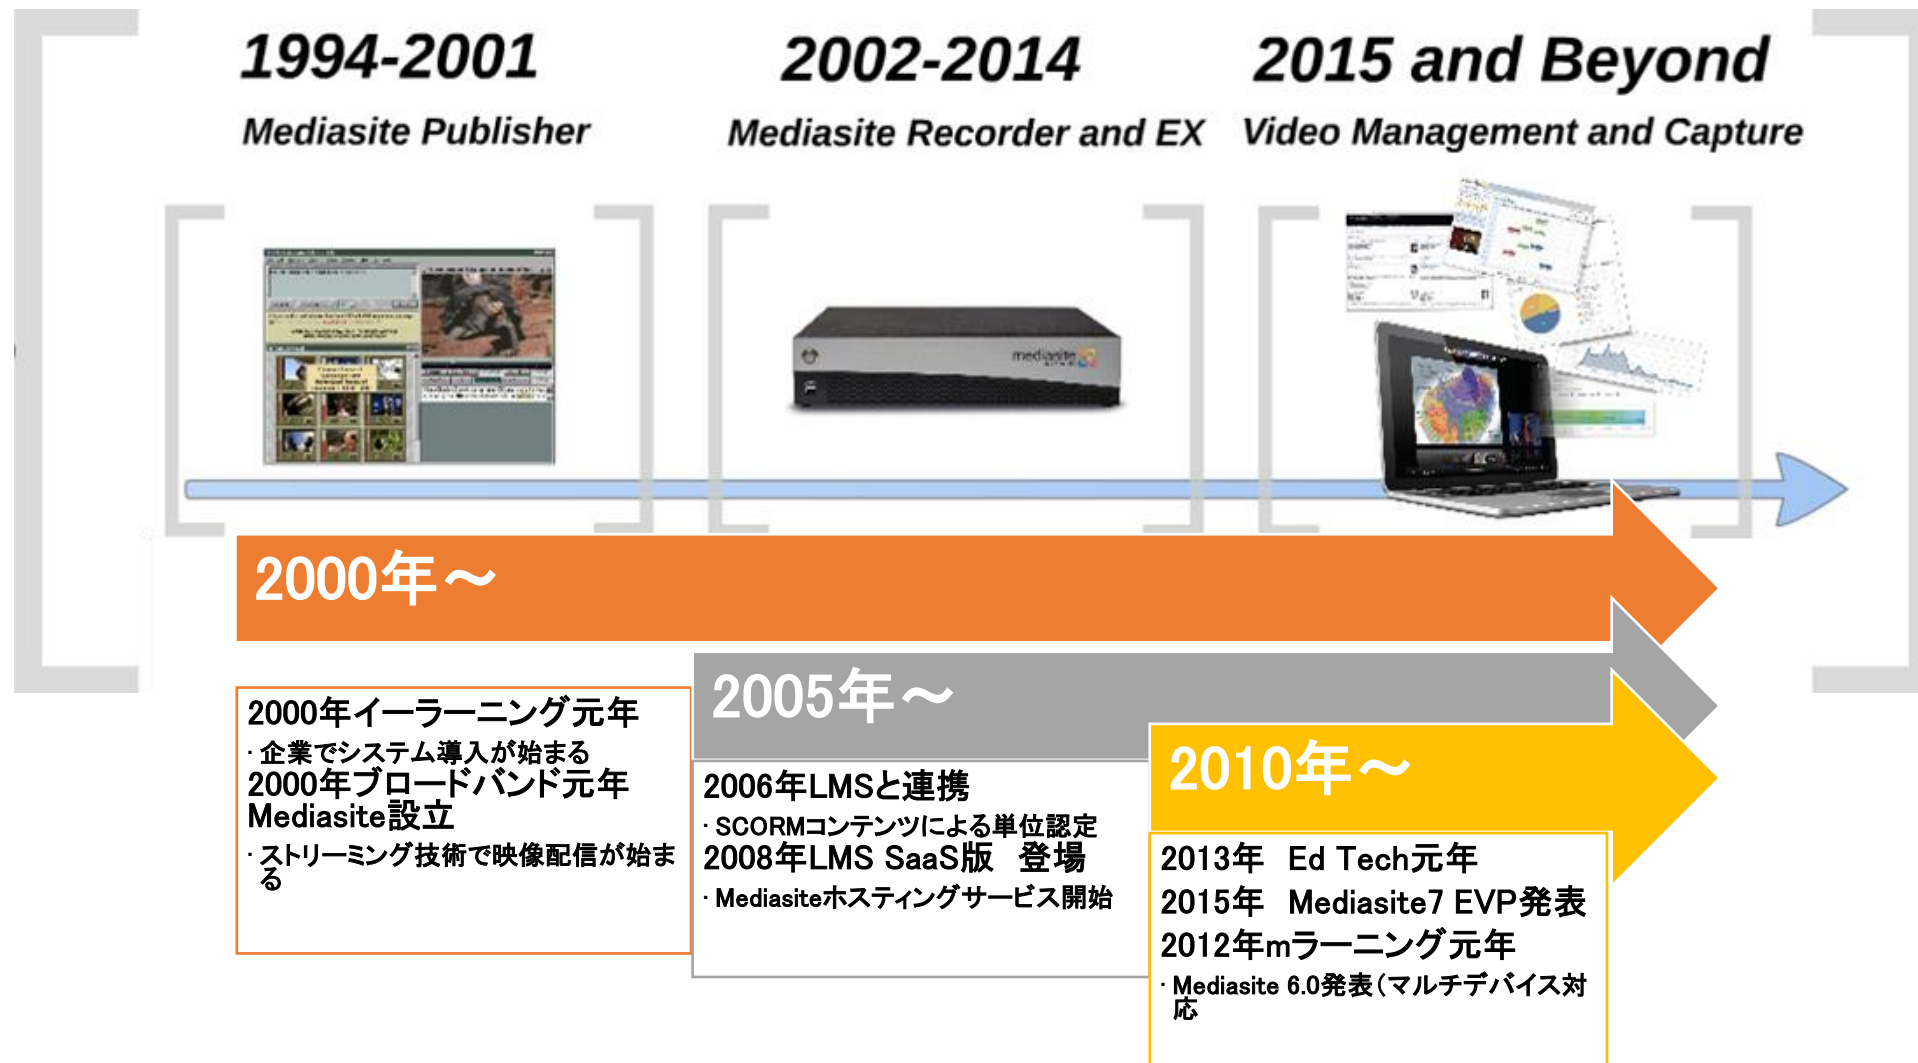 1994-2001
Mediasite Publisher
2002-2014
Mediasite Recorder and EX
2015 and Beyond
Video Management and Capture
mediasite
2000年～
2000年イーラーニング元年
・企業でシステム導入が始まる
2000年ブロードバンド元年
Mediasite設立
・ストリーミング技術で映像配信が始ま
る
2005年～
2006年LMSと連携
・SCORMコンテンツによる単位認定
2008年LMS SaaS版　登場
・Mediasiteホスティングサービス開始
2010年～
2013年　Ed Tech元年
2015年　Mediasite7 EVP発表
2012年mラーニング元年
・Mediasite 6.0発表（マルチデバイス対
応